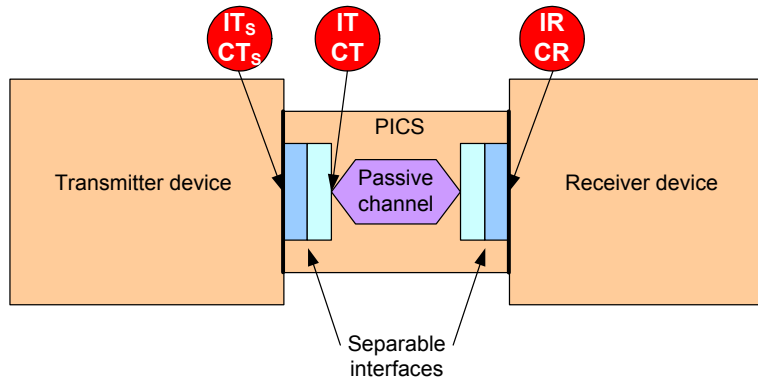 ITS
CTS
IT
CT
IR
CR
PICS
Transmitter device
Passive
channel
Receiver device
Separable
interfaces